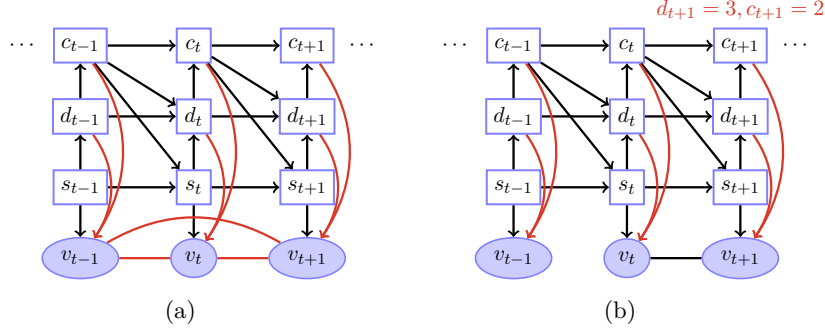 d_{t+1} = 3, c_{t+1} = 2
⋯ c_{t−1} c_t c_{t+1} ⋯
d_{t−1} d_t d_{t+1}
s_{t−1} s_t s_{t+1}
v_{t−1} v_t v_{t+1}
(a)
⋯ c_{t−1} c_t c_{t+1} ⋯
d_{t−1} d_t d_{t+1}
s_{t−1} s_t s_{t+1}
v_{t−1} v_t v_{t+1}
(b)